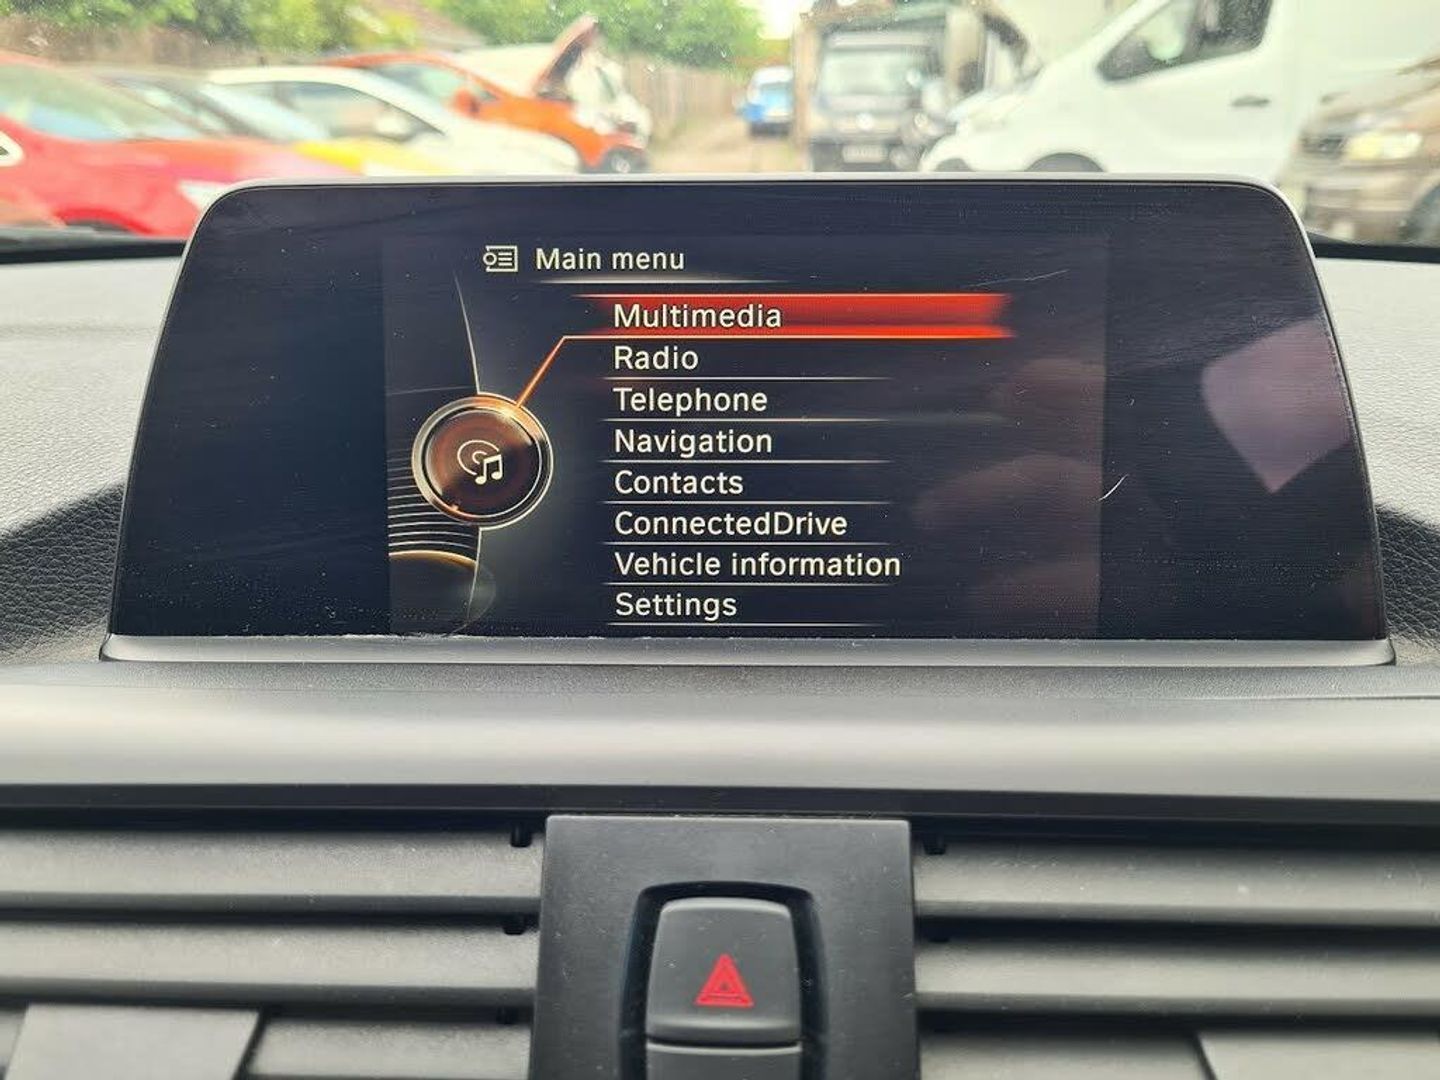 Main menu
Multimedia
Radio
Telephone
Navigation
Contacts
ConnectedDrive
Vehicle information
Settings